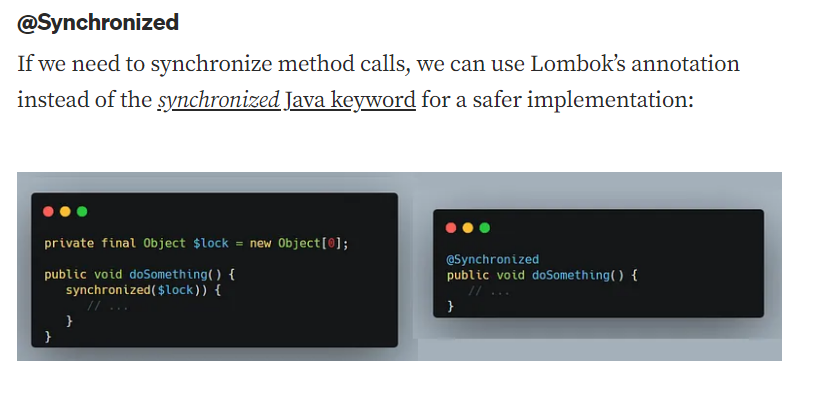 @Synchronized
If we need to synchronize method calls, we can use Lombok’s annotation
instead of the synchronized Java keyword for a safer implementation:
private final Object $lock = new Object[0];
public void doSomething() {
synchronized($lock)) {
// ...
}
}
@Synchronized
public void doSomething() {
// ...
}